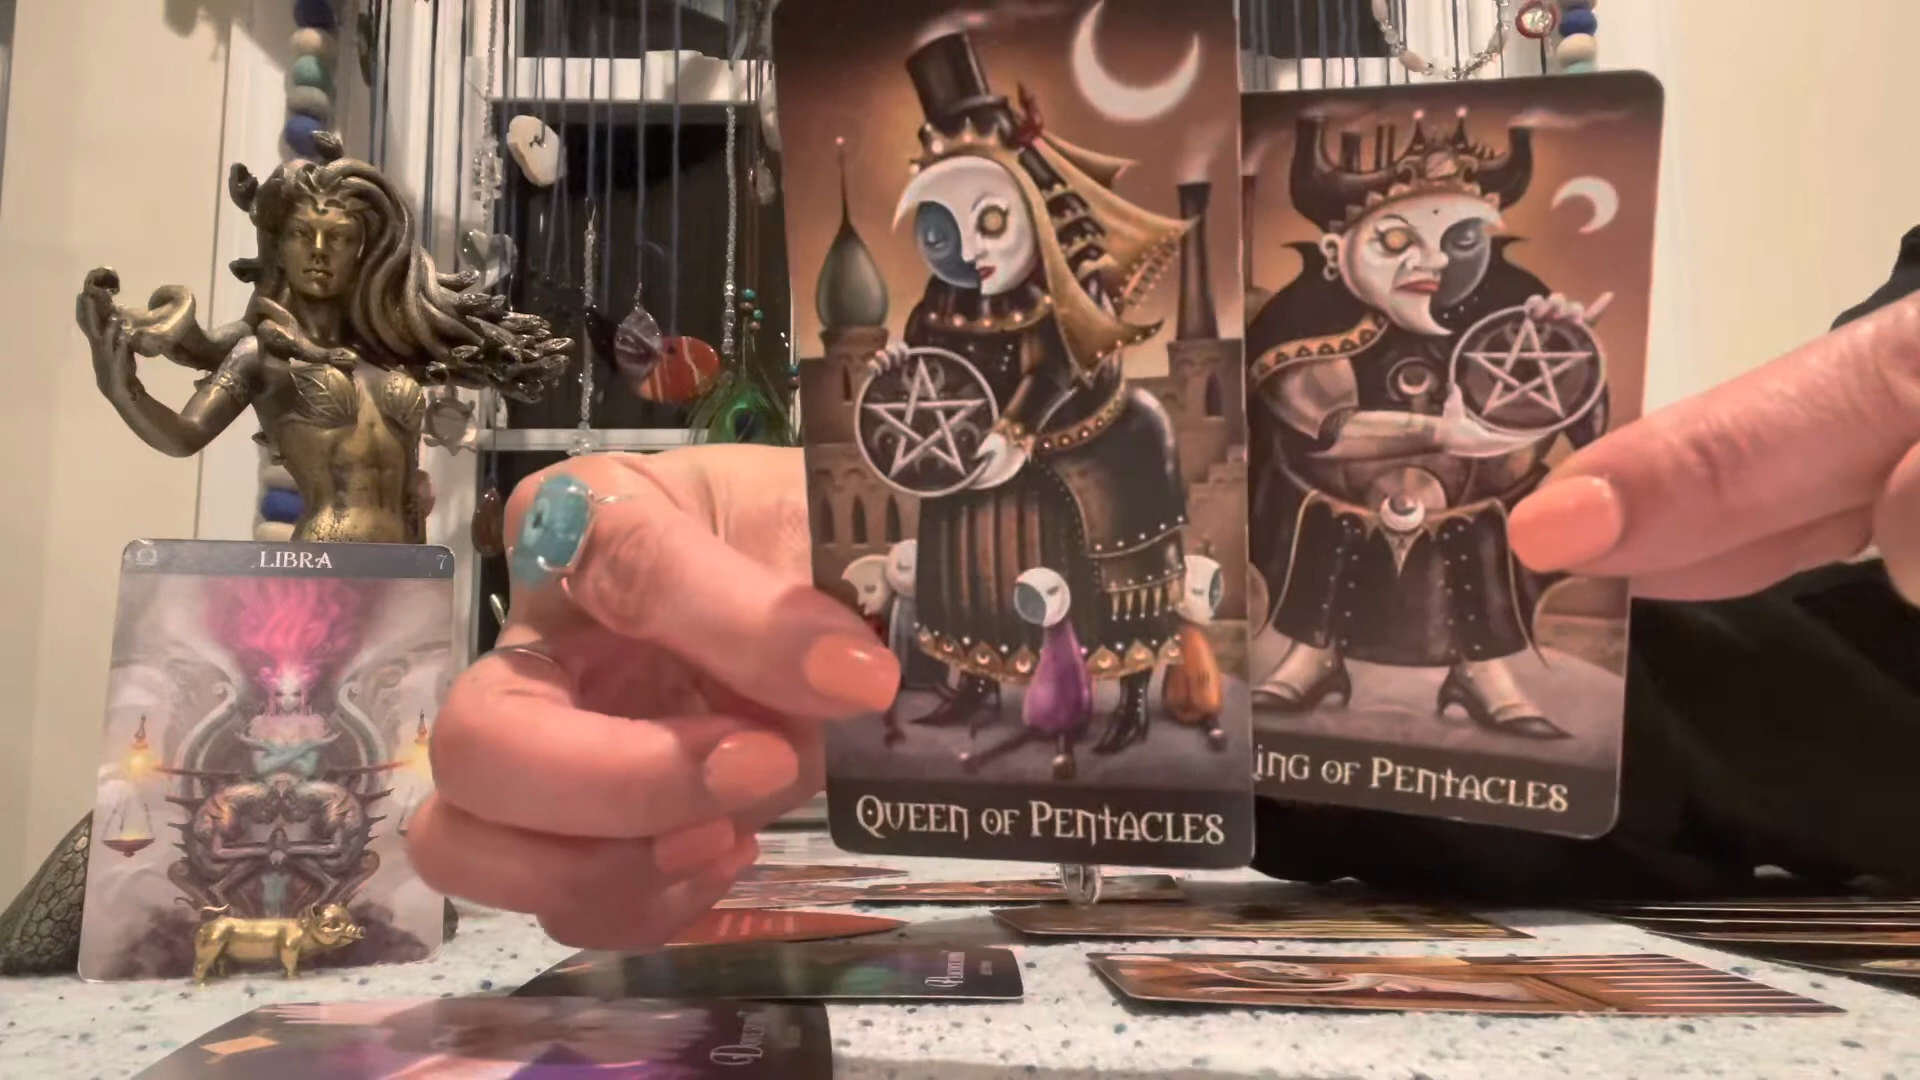 LIBRA
7
QUEEN OF PENTACLES
ING OF PENTACLES